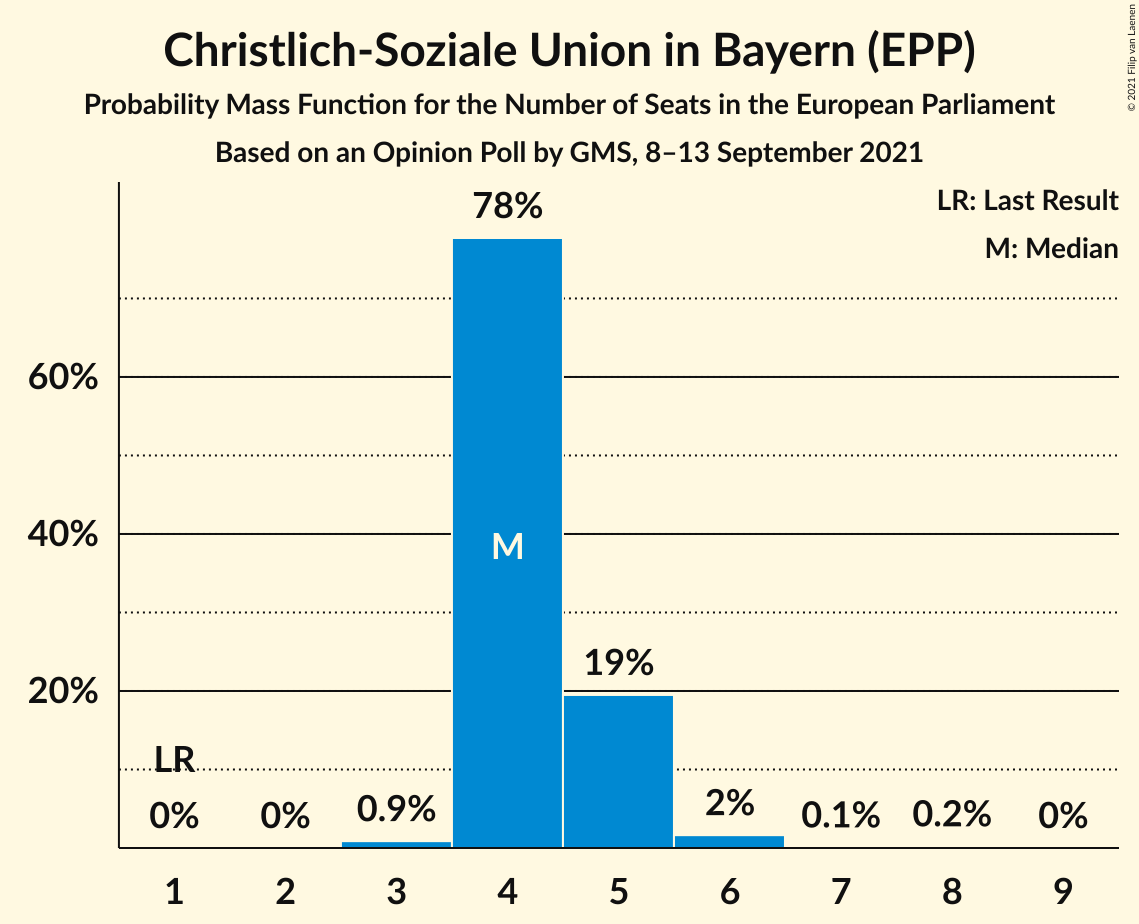 Christlich-Soziale Union in Bayern (EPP)
Probability Mass Function for the Number of Seats in the European Parliament
Based on an Opinion Poll by GMS, 8–13 September 2021
© 2021 Filip van Laenen
LR: Last Result
M: Median
78%
60%
40%
M
19%
20%
LR
0%
0%
0.9%
2%
0.1%
0.2%
0%
1 2 3 4 5 6 7 8 9